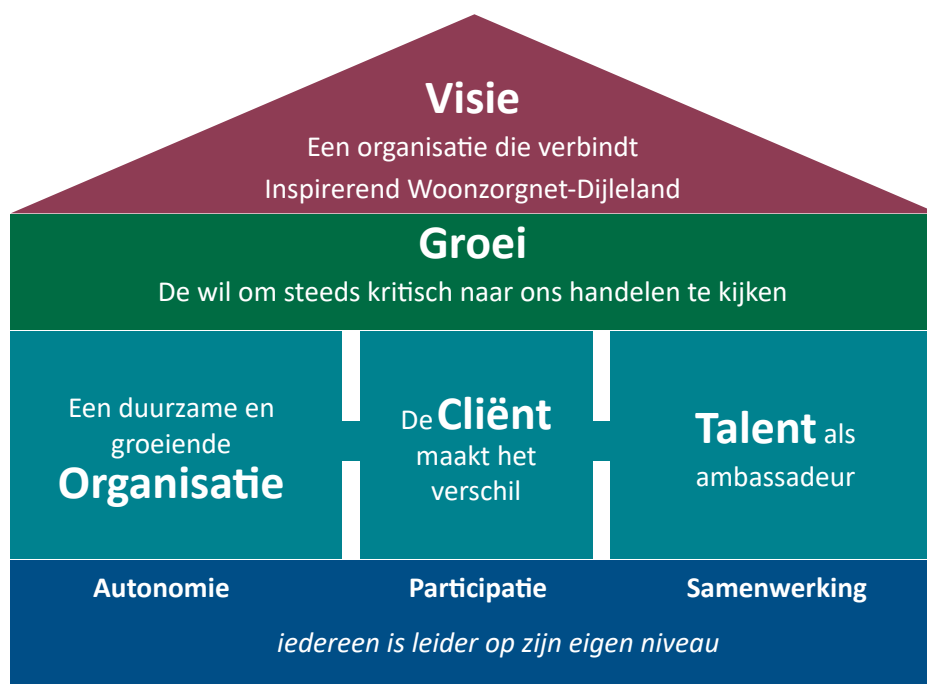 Visie
Een organisatie die verbindt
Inspirerend Woonzorgnet-Dijleland
Groei
De wil om steeds kritisch naar ons handelen te kijken
Een duurzame en
groeiende
Organisatie
De Cliënt
maakt het
verschil
Talent als
ambassadeur
Autonomie
Participatie
Samenwerking
iedereen is leider op zijn eigen niveau